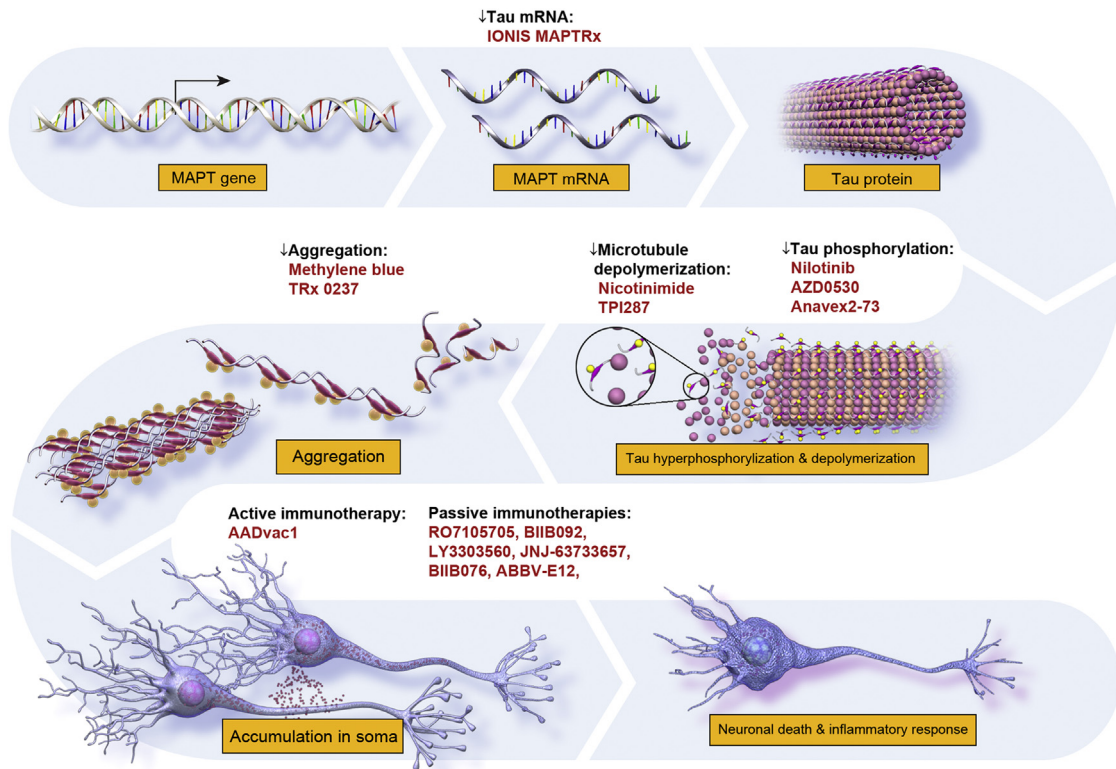 ↓Tau mRNA:
IONIS MAPTRx
MAPT gene
MAPT mRNA
Tau protein
↓Aggregation:
Methylene blue
TRx 0237
↓Microtubule
depolymerization:
Nicotinimide
TPI287
↓Tau phosphorylation:
Nilotinib
AZD0530
Anavex2-73
Aggregation
Tau hyperphosphorylization & depolymerization
Active immunotherapy:
AADvac1
Passive immunotherapies:
RO7105705, BIIB092,
LY3303560, JNJ-63733657,
BIIB076, ABBV-E12,
Accumulation in soma
Neuronal death & inflammatory response